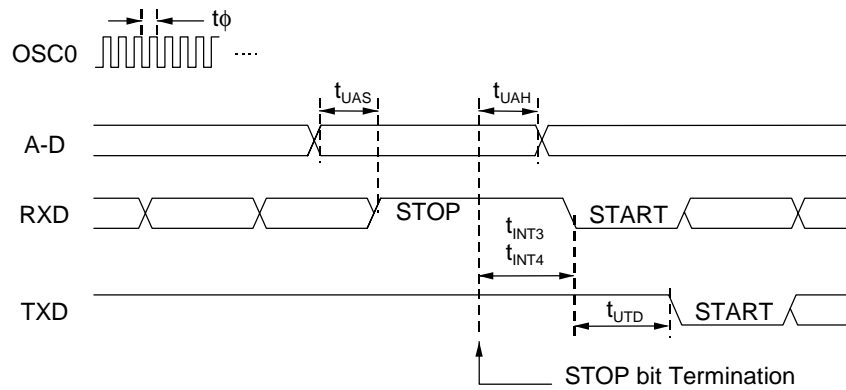 tϕ
OSC0 ....
tUAS tUAH
A-D
RXD STOP START
tINT3
tINT4
TXD tUTD START
STOP bit Termination